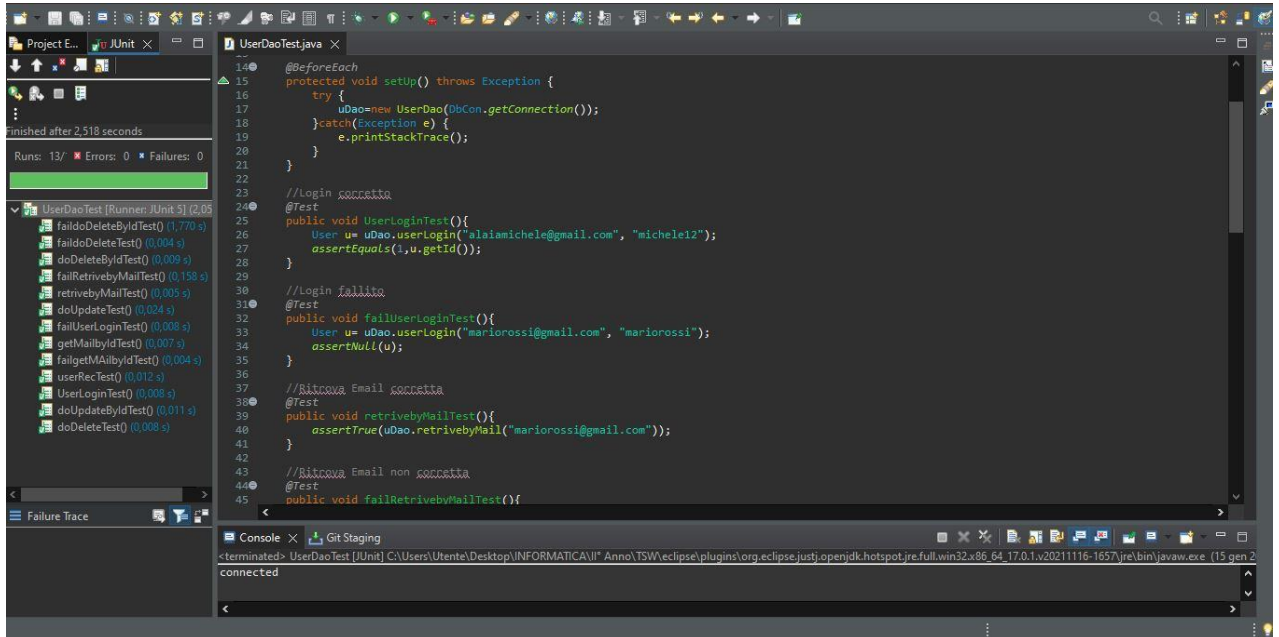 Project E...
JUnit
Finished after 2,518 seconds
Runs: 13/ Errors: 0 Failures: 0
UserDaoTest [Runner: JUnit 5] (2,05
faildoDeleteByIdTest() (1,770 s)
faildoDeleteTest() (0,004 s)
doDeleteByIdTest() (0,009 s)
failRetrivebyMailTest() (0,158 s)
retrivebyMailTest() (0,005 s)
doUpdateTest() (0,024 s)
failUserLoginTest() (0,008 s)
getMailbyIdTest() (0,007 s)
failgetMAilbyIdTest() (0,004 s)
userRecTest() (0,012 s)
UserLoginTest() (0,008 s)
doUpdateByIdTest() (0,011 s)
doDeleteTest() (0,008 s)
Failure Trace
UserDaoTest.java
14 @BeforeEach
15 protected void setUp() throws Exception {
16 try {
17 uDao=new UserDao(DbCon.getConnection());
18 }catch(Exception e) {
19 e.printStackTrace();
20 }
21 }
22
23 //Login corretto
24 @Test
25 public void UserLoginTest(){
26 User u= uDao.userLogin("alaiamichele@gmail.com", "michele12");
27 assertEquals(1,u.getId());
28 }
29
30 //Login fallito
31 @Test
32 public void failUserLoginTest(){
33 User u= uDao.userLogin("mariorossi@gmail.com", "mariorossi");
34 assertNull(u);
35 }
36
37 //Ritrova Email corretta
38 @Test
39 public void retrivebyMailTest(){
40 assertTrue(uDao.retrivebyMail("mariorossi@gmail.com"));
41 }
42
43 //Ritrova Email non corretta
44 @Test
45 public void failRetrivebyMailTest(){
Console Git Staging
<terminated> UserDaoTest [JUnit] C:\Users\Utente\Desktop\INFORMATICA\II° Anno\TSW\eclipse\plugins\org.eclipse.justj.openjdk.hotspot.jre.full.win32.x86_64_17.0.1.v20211116-1657\jre\bin\javaw.exe (15 gen 2
connected